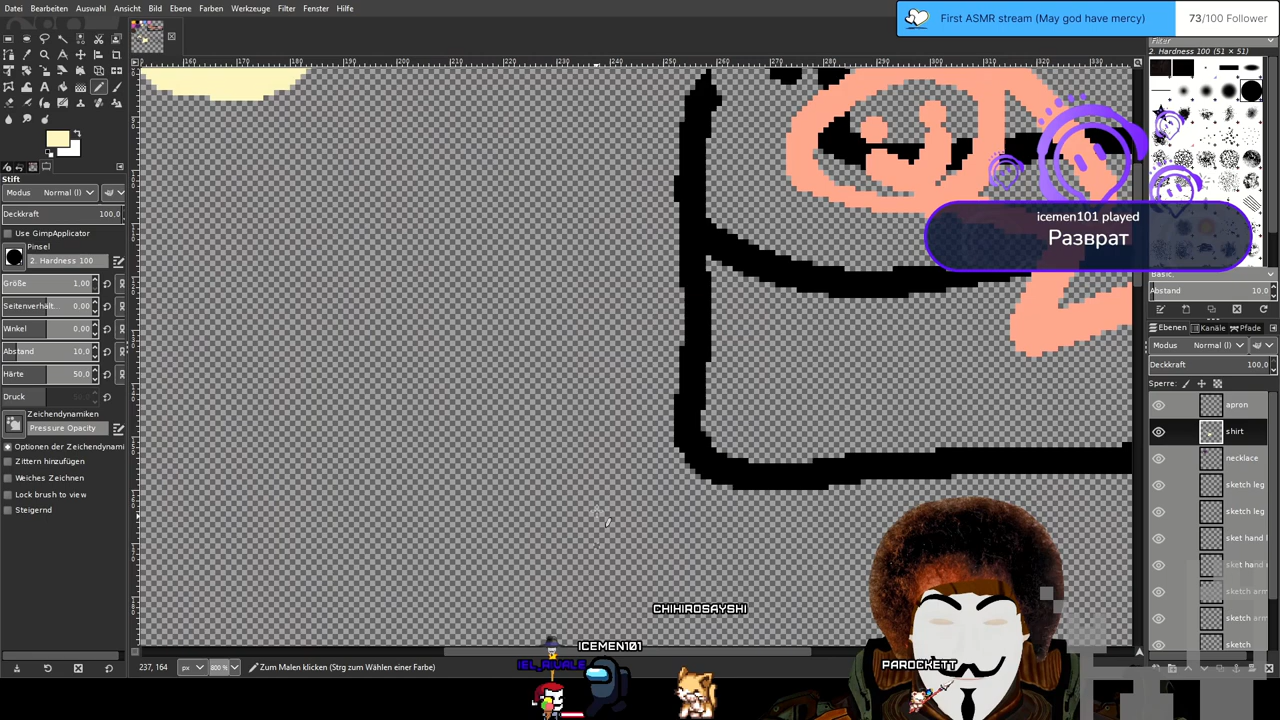 Datei Bearbeiten Auswahl Ansicht Bild Ebene Farben Werkzeuge Filter Fenster Hilfe
First ASMR stream (May god have mercy) 73/100 Follower
Filter
2. Hardness 100 (51 × 51)
icemen101 played
Разврат
Stift
Modus Normal (l)
Deckkraft 100,0
Use GimpApplicator
Pinsel
2. Hardness 100
Größe 1,00
Seitenverhält... 0,00
Winkel 0,00
Abstand 10,0
Härte 50,0
Druck
Zeichendynamiken
Pressure Opacity
Optionen der Zeichendynami
Zittern hinzufügen
Weiches Zeichnen
Lock brush to view
Steigernd
Basic,
Abstand 10,0
Ebenen Kanäle Pfade
Modus Normal (l)
Deckkraft 100,0
Sperre:
apron
shirt
necklace
sketch leg
sketch leg
sket hand l
sket hand
sketch arm
sketch arm
sketch
CHIHIROSAYSHI
ICEMEN101
IEL_RIVALE
PAROCKETT
237, 164 px 800 % Zum Malen klicken (Strg zum Wählen einer Farbe)